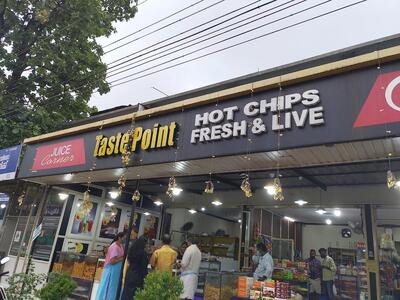 JUICE
Corner
Taste Point
HOT CHIPS
FRESH & LIVE